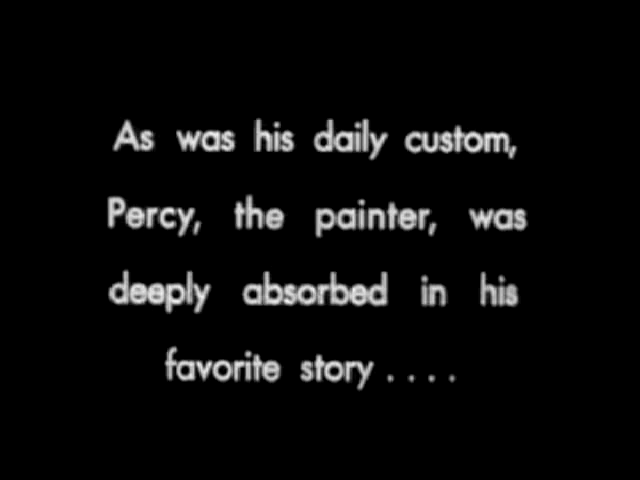 As was his daily custom,
Percy, the painter, was
deeply absorbed in his
favorite story . . . .